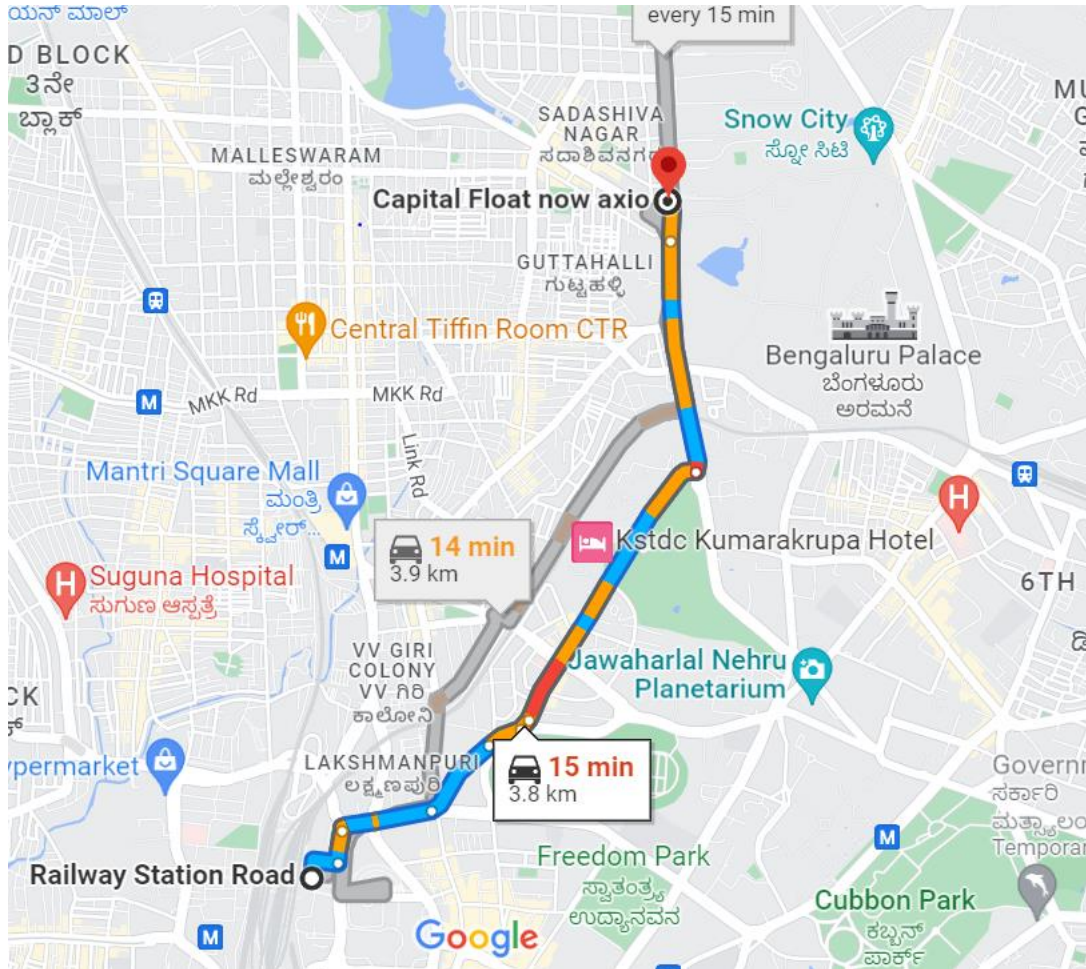 ಯನ್ ಮಾಲ್
every 15 min
D BLOCK
3ನೇ
ಬ್ಲಾಕ್
SADASHIVA
NAGAR
ಸದಾಶಿವನಗರ
Snow City
ಸ್ನೋ ಸಿಟಿ
MALLESWARAM
ಮಲ್ಲೇಶ್ವರಂ
Capital Float now axio
GUTTAHALLI
ಗುಟ್ಟಹಳ್ಳಿ
Central Tiffin Room CTR
Bengaluru Palace
ಬೆಂಗಳೂರು
ಅರಮನೆ
M
MKK Rd
MKK Rd
Link Rd
Mantri Square Mall
ಮಂತ್ರಿ
ಸ್ಕ್ವೇರ್...
H
14 min
3.9 km
Kstdc Kumarakrupa Hotel
M
H
Suguna Hospital
ಸುಗುಣ ಆಸ್ಪತ್ರೆ
6TH
VV GIRI
COLONY
VV ಗಿರಿ
ಕಾಲೋನಿ
Jawaharlal Nehru
Planetarium
CK
LAKSHMANPURI
ಲಕ್ಷ್ಮಣಪುರಿ
15 min
3.8 km
ypermarket
Governm
ಸರ್ಕಾರಿ
Temporar
M
Railway Station Road
Freedom Park
ಸ್ವಾತಂತ್ರ್ಯ
ಉದ್ಯಾನವನ
Cubbon Park
ಕಬ್ಬನ್
ಪಾರ್ಕ್
M
Google